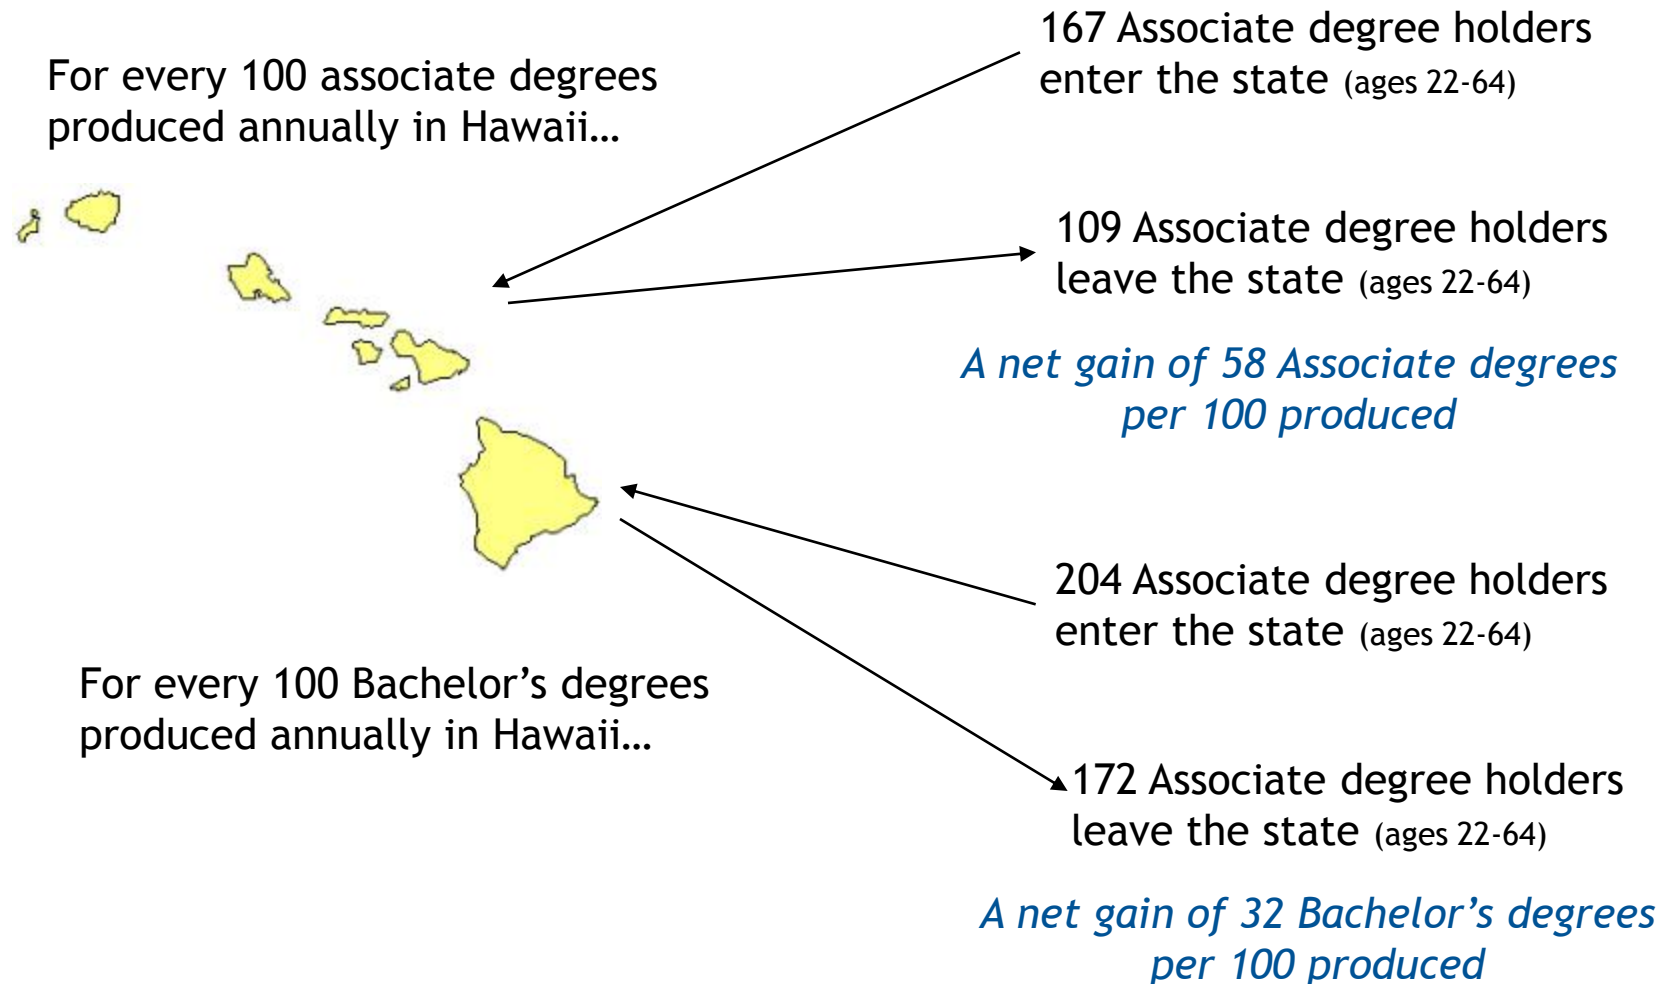 For every 100 associate degrees
produced annually in Hawaii…
167 Associate degree holders
enter the state (ages 22-64)
109 Associate degree holders
leave the state (ages 22-64)
A net gain of 58 Associate degrees
per 100 produced
For every 100 Bachelor’s degrees
produced annually in Hawaii…
204 Associate degree holders
enter the state (ages 22-64)
172 Associate degree holders
leave the state (ages 22-64)
A net gain of 32 Bachelor’s degrees
per 100 produced